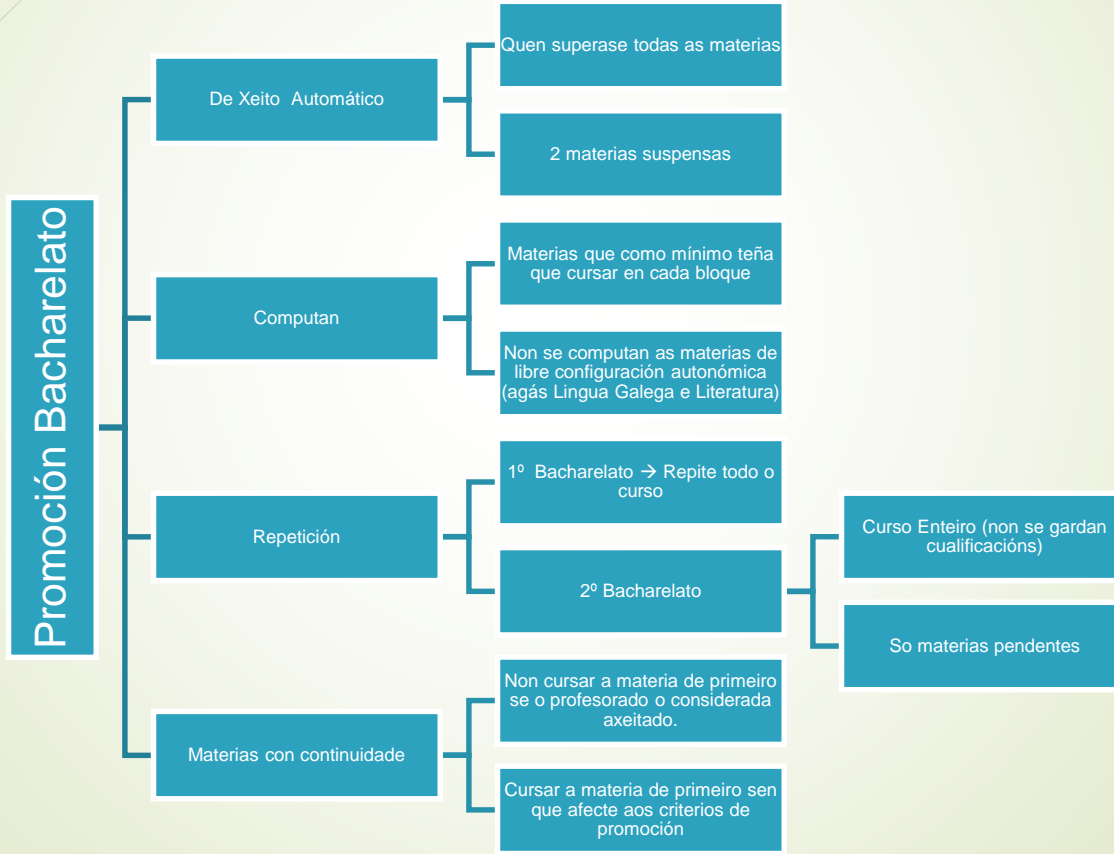 Promoción Bacharelato
De Xeito  Automático
Quen superase todas as materias
2 materias suspensas
Computan
Materias que como mínimo teña
que cursar en cada bloque
Non se computan as materias de
libre configuración autonómica
(agás Lingua Galega e Literatura)
Repetición
1º  Bacharelato → Repite todo o
curso
2º Bacharelato
Curso Enteiro (non se gardan
cualificacións)
So materias pendentes
Materias con continuidade
Non cursar a materia de primeiro
se o profesorado o considerada
axeitado.
Cursar a materia de primeiro sen
que afecte aos criterios de
promoción